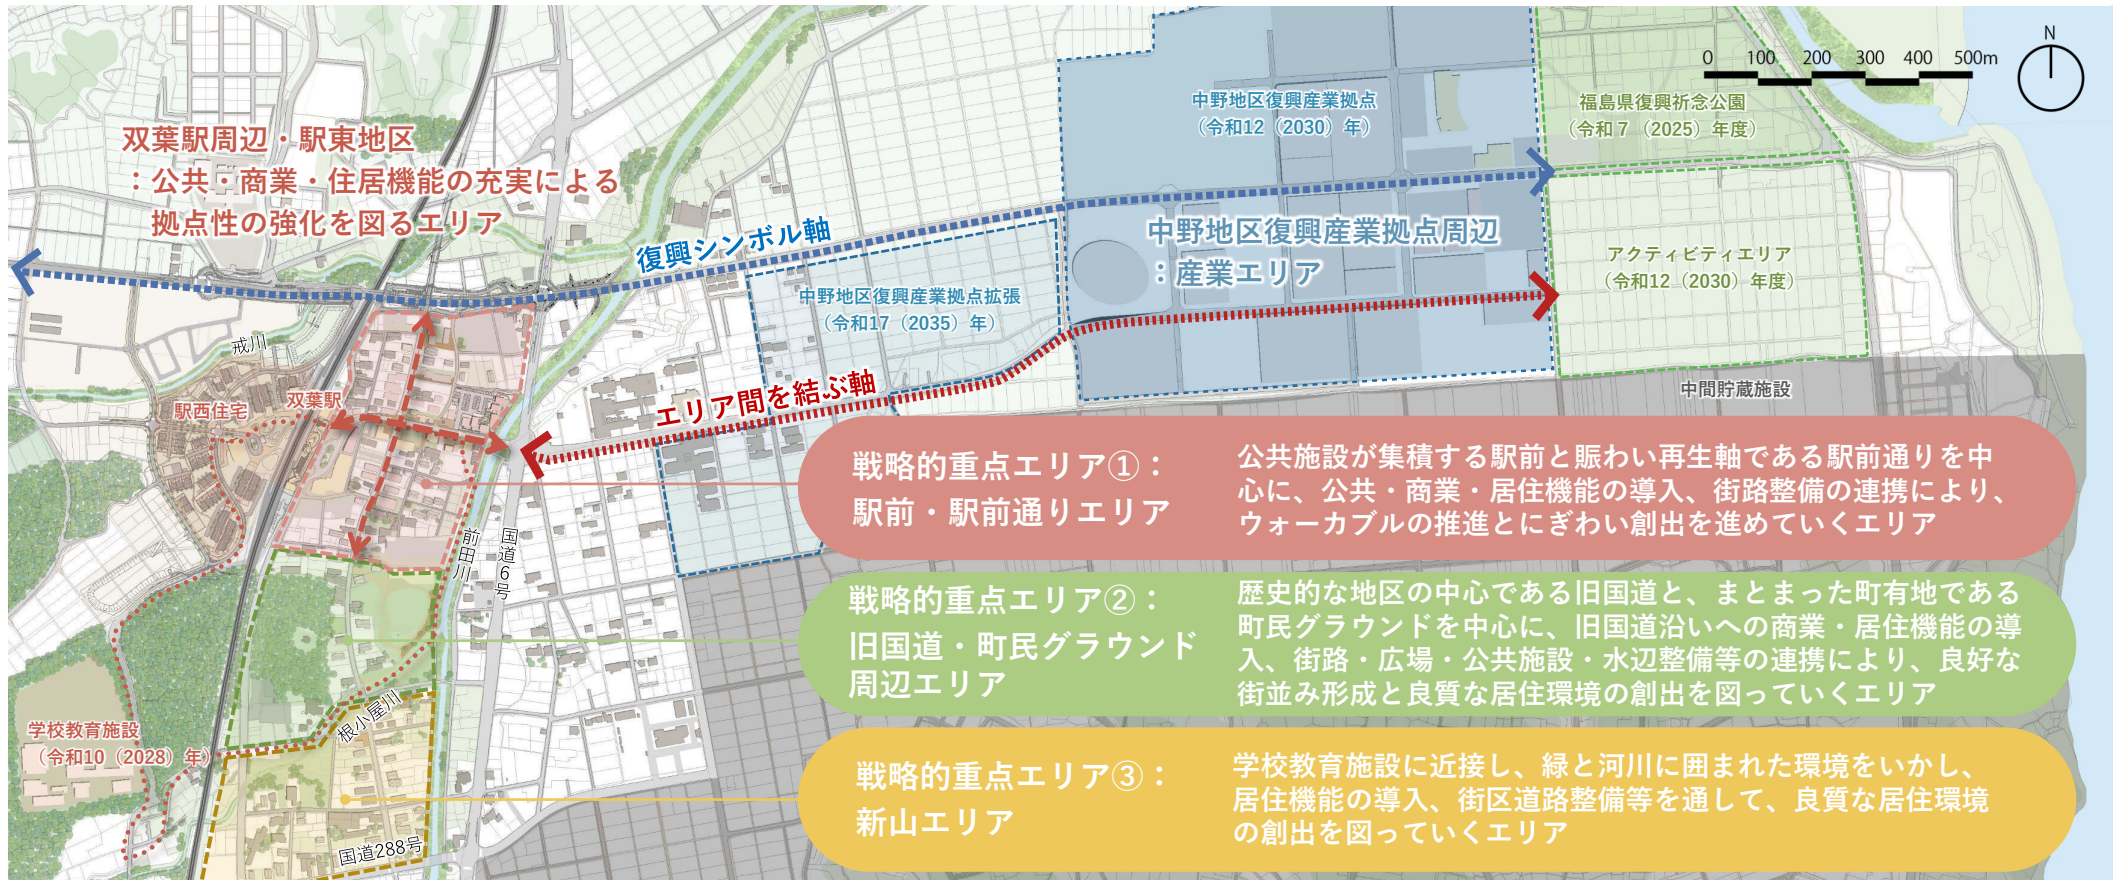 N
0 100 200 300 400 500m
中野地区復興産業拠点
(令和12（2030）年)
福島県復興祈念公園
(令和７（2025）年度)
双葉駅周辺・駅東地区
：公共・商業・住居機能の充実による
拠点性の強化を図るエリア
復興シンボル軸
中野地区復興産業拠点周辺
：産業エリア
アクティビティエリア
(令和12（2030）年度)
中野地区復興産業拠点拡張
(令和17（2035）年)
戎川
駅西住宅
双葉駅
エリア間を結ぶ軸
中間貯蔵施設
前田川
国道6号
戦略的重点エリア①：
駅前・駅前通りエリア
公共施設が集積する駅前と賑わい再生軸である駅前通りを中
心に、公共・商業・居住機能の導入、街路整備の連携により、
ウォーカブルの推進とにぎわい創出を進めていくエリア
戦略的重点エリア②：
旧国道・町民グラウンド
周辺エリア
歴史的な地区の中心である旧国道と、まとまった町有地である
町民グラウンドを中心に、旧国道沿いへの商業・居住機能の導
入、街路・広場・公共施設・水辺整備等の連携により、良好な
街並み形成と良質な居住環境の創出を図っていくエリア
根小屋川
学校教育施設
（令和10（2028）年）
国道288号
戦略的重点エリア③：
新山エリア
学校教育施設に近接し、緑と河川に囲まれた環境をいかし、
居住機能の導入、街区道路整備等を通して、良質な居住環境
の創出を図っていくエリア